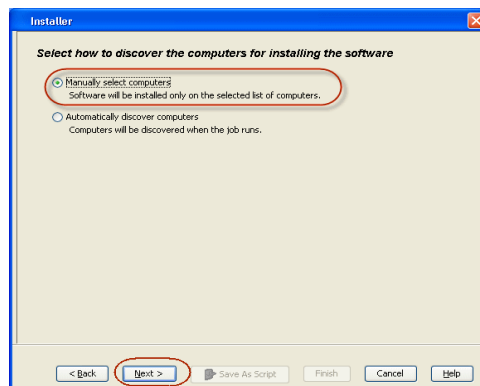 Installer
Select how to discover the computers for installing the software
Manually select computers
Software will be installed only on the selected list of computers.
Automatically discover computers
Computers will be discovered when the job runs.
< Back Next > Save As Script Finish Cancel Help